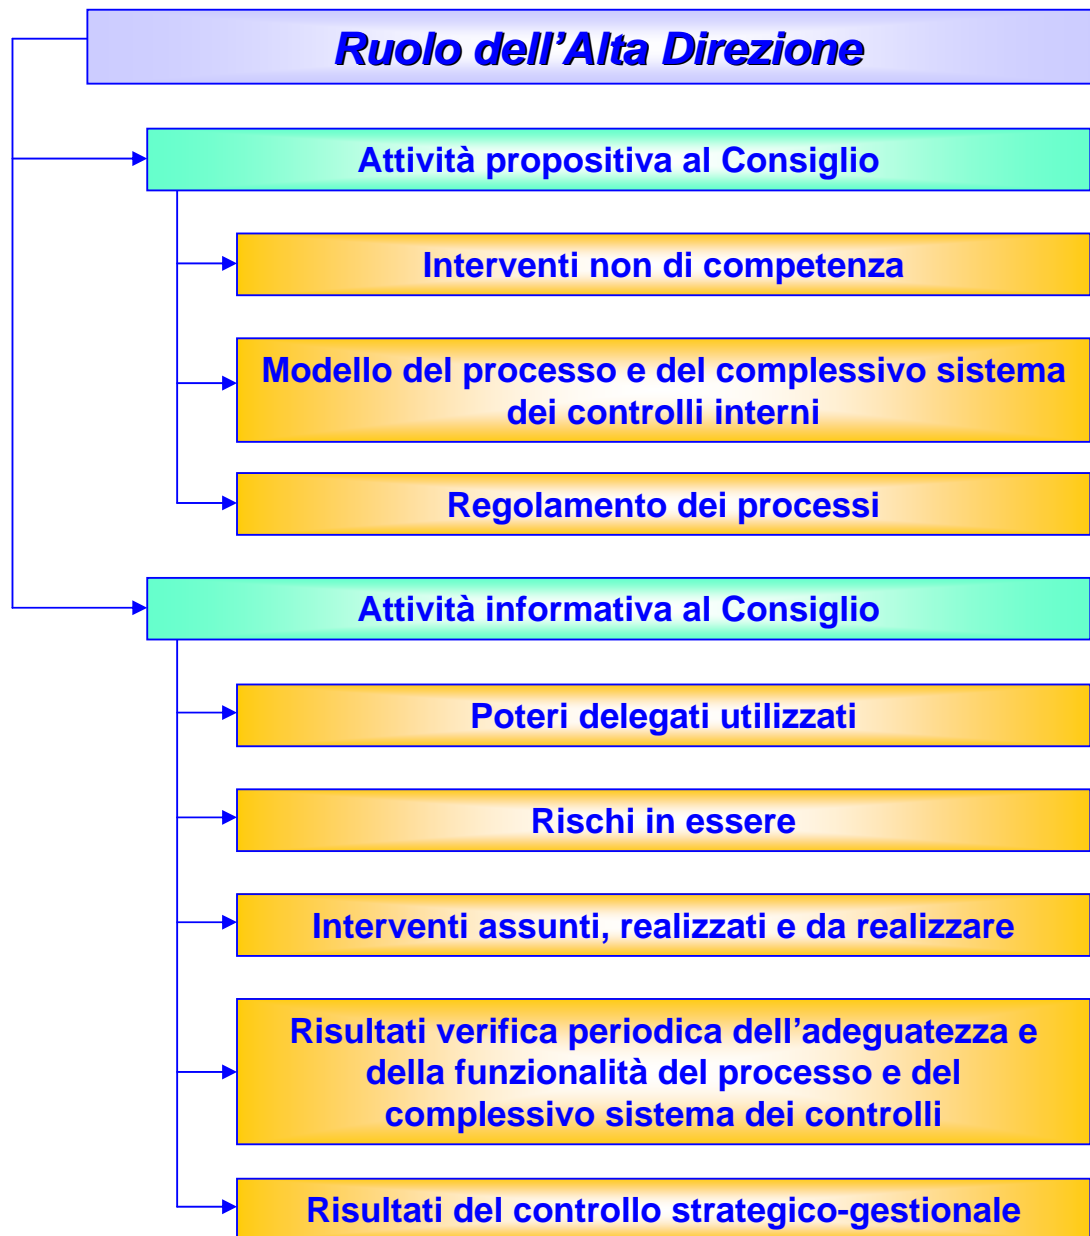 Ruolo dell’Alta Direzione
Attività propositiva al Consiglio
Interventi non di competenza
Modello del processo e del complessivo sistema
dei controlli interni
Regolamento dei processi
Attività informativa al Consiglio
Poteri delegati utilizzati
Rischi in essere
Interventi assunti, realizzati e da realizzare
Risultati verifica periodica dell’adeguatezza e
della funzionalità del processo e del
complessivo sistema dei controlli
Risultati del controllo strategico-gestionale